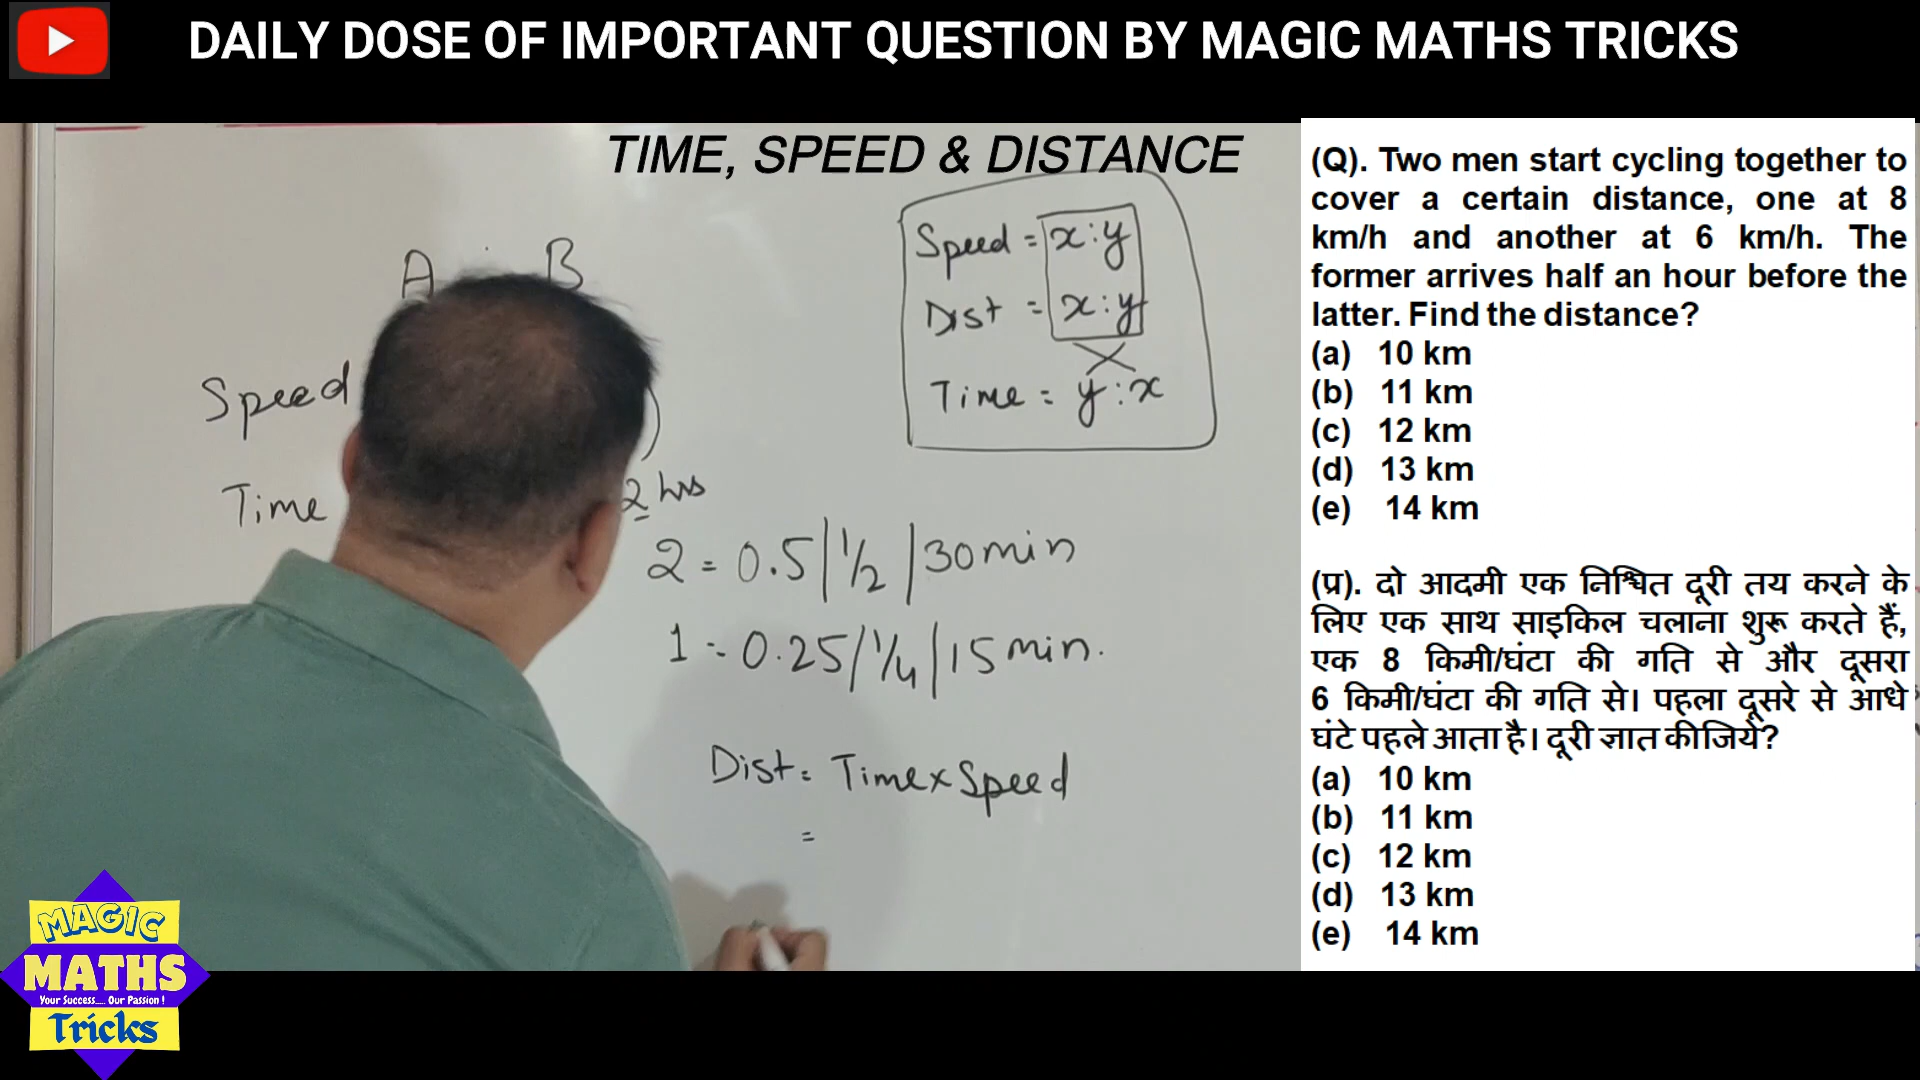 DAILY DOSE OF IMPORTANT QUESTION BY MAGIC MATHS TRICKS
TIME, SPEED & DISTANCE
A : B
Speed
Time
2 hrs
2 = 0.5 | 1/2 | 30 min
1 = 0.25 / 1/4 | 15 min.
Dist = Time x Speed
=
Speed = x : y
Dist = x : y
Time = y : x
(Q). Two men start cycling together to
cover a certain distance, one at 8
km/h and another at 6 km/h. The
former arrives half an hour before the
latter. Find the distance?
(a) 10 km
(b) 11 km
(c) 12 km
(d) 13 km
(e) 14 km
(प्र). दो आदमी एक निश्चित दूरी तय करने के
लिए एक साथ साइकिल चलाना शुरू करते हैं,
एक 8 किमी/घंटा की गति से और दूसरा
6 किमी/घंटा की गति से। पहला दूसरे से आधे
घंटे पहले आता है। दूरी ज्ञात कीजिये?
(a) 10 km
(b) 11 km
(c) 12 km
(d) 13 km
(e) 14 km
MAGIC
MATHS
Your Success.... Our Passion !
Tricks